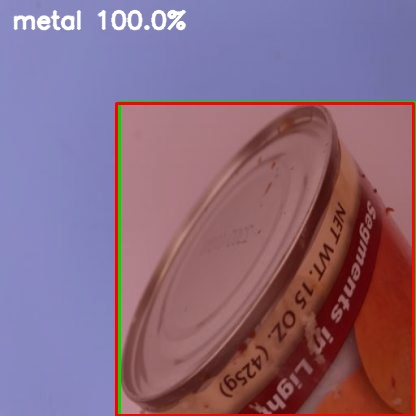 metal 100.0%
NET WT. 15 OZ. (425g)
Segments in Ligh